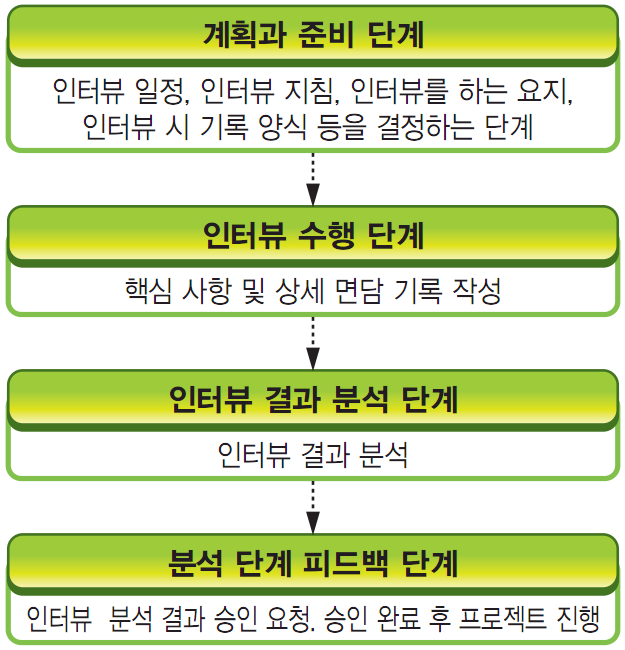 계획과 준비 단계
인터뷰 일정, 인터뷰 지침, 인터뷰를 하는 요지,
인터뷰 시 기록 양식 등을 결정하는 단계
인터뷰 수행 단계
핵심 사항 및 상세 면담 기록 작성
인터뷰 결과 분석 단계
인터뷰 결과 분석
분석 단계 피드백 단계
인터뷰 분석 결과 승인 요청. 승인 완료 후 프로젝트 진행